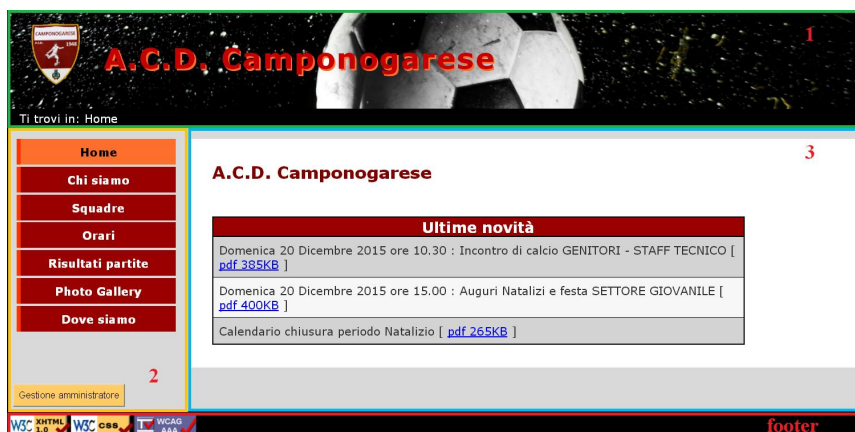 CAMPONOGARESE
1948
A.C.D. Camponogarese
1
Ti trovi in: Home
Home
Chi siamo
Squadre
Orari
Risultati partite
Photo Gallery
Dove siamo
2
Gestione amministratore
3
A.C.D. Camponogarese
Ultime novità
Domenica 20 Dicembre 2015 ore 10.30 : Incontro di calcio GENITORI - STAFF TECNICO [
pdf 385KB ]
Domenica 20 Dicembre 2015 ore 15.00 : Auguri Natalizi e festa SETTORE GIOVANILE [
pdf 400KB ]
Calendario chiusura periodo Natalizio [ pdf 265KB ]
W3C XHTML 1.0
W3C css
WCAG AAA
footer